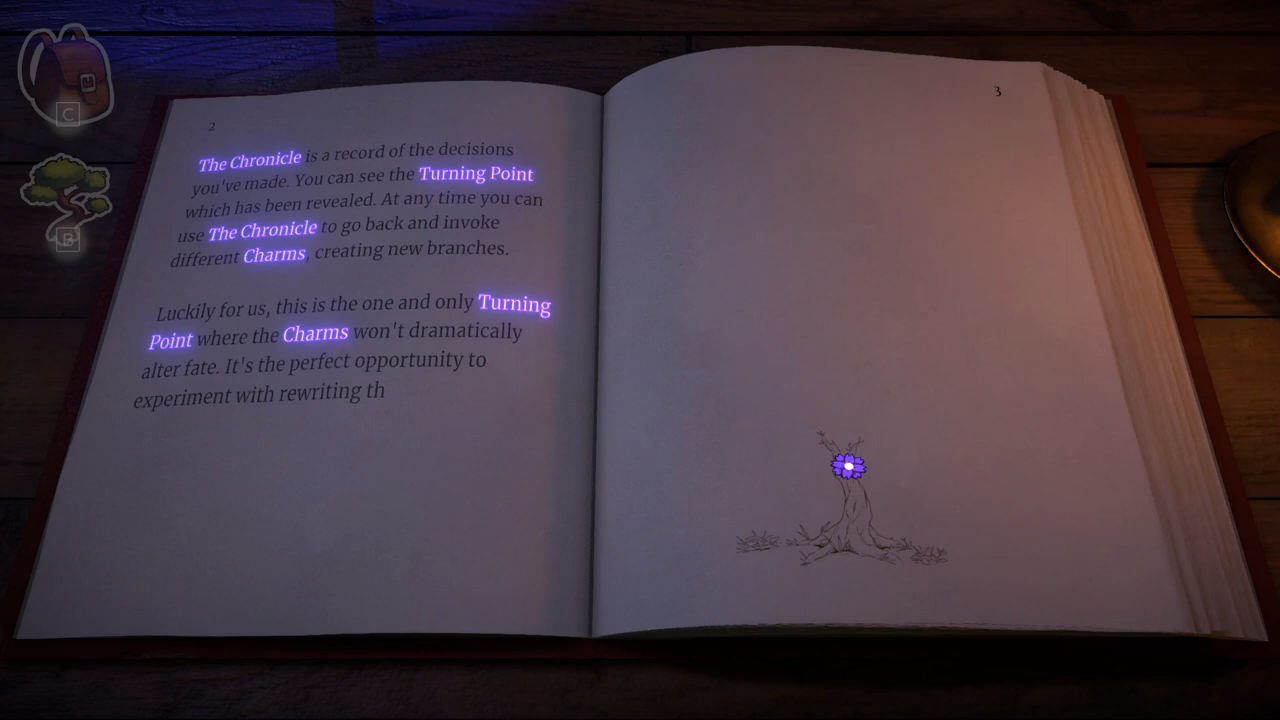 2
The Chronicle is a record of the decisions
you've made. You can see the Turning Point
which has been revealed. At any time you can
use The Chronicle to go back and invoke
different Charms, creating new branches.
Luckily for us, this is the one and only Turning
Point where the Charms won't dramatically
alter fate. It's the perfect opportunity to
experiment with rewriting th
3
C
B